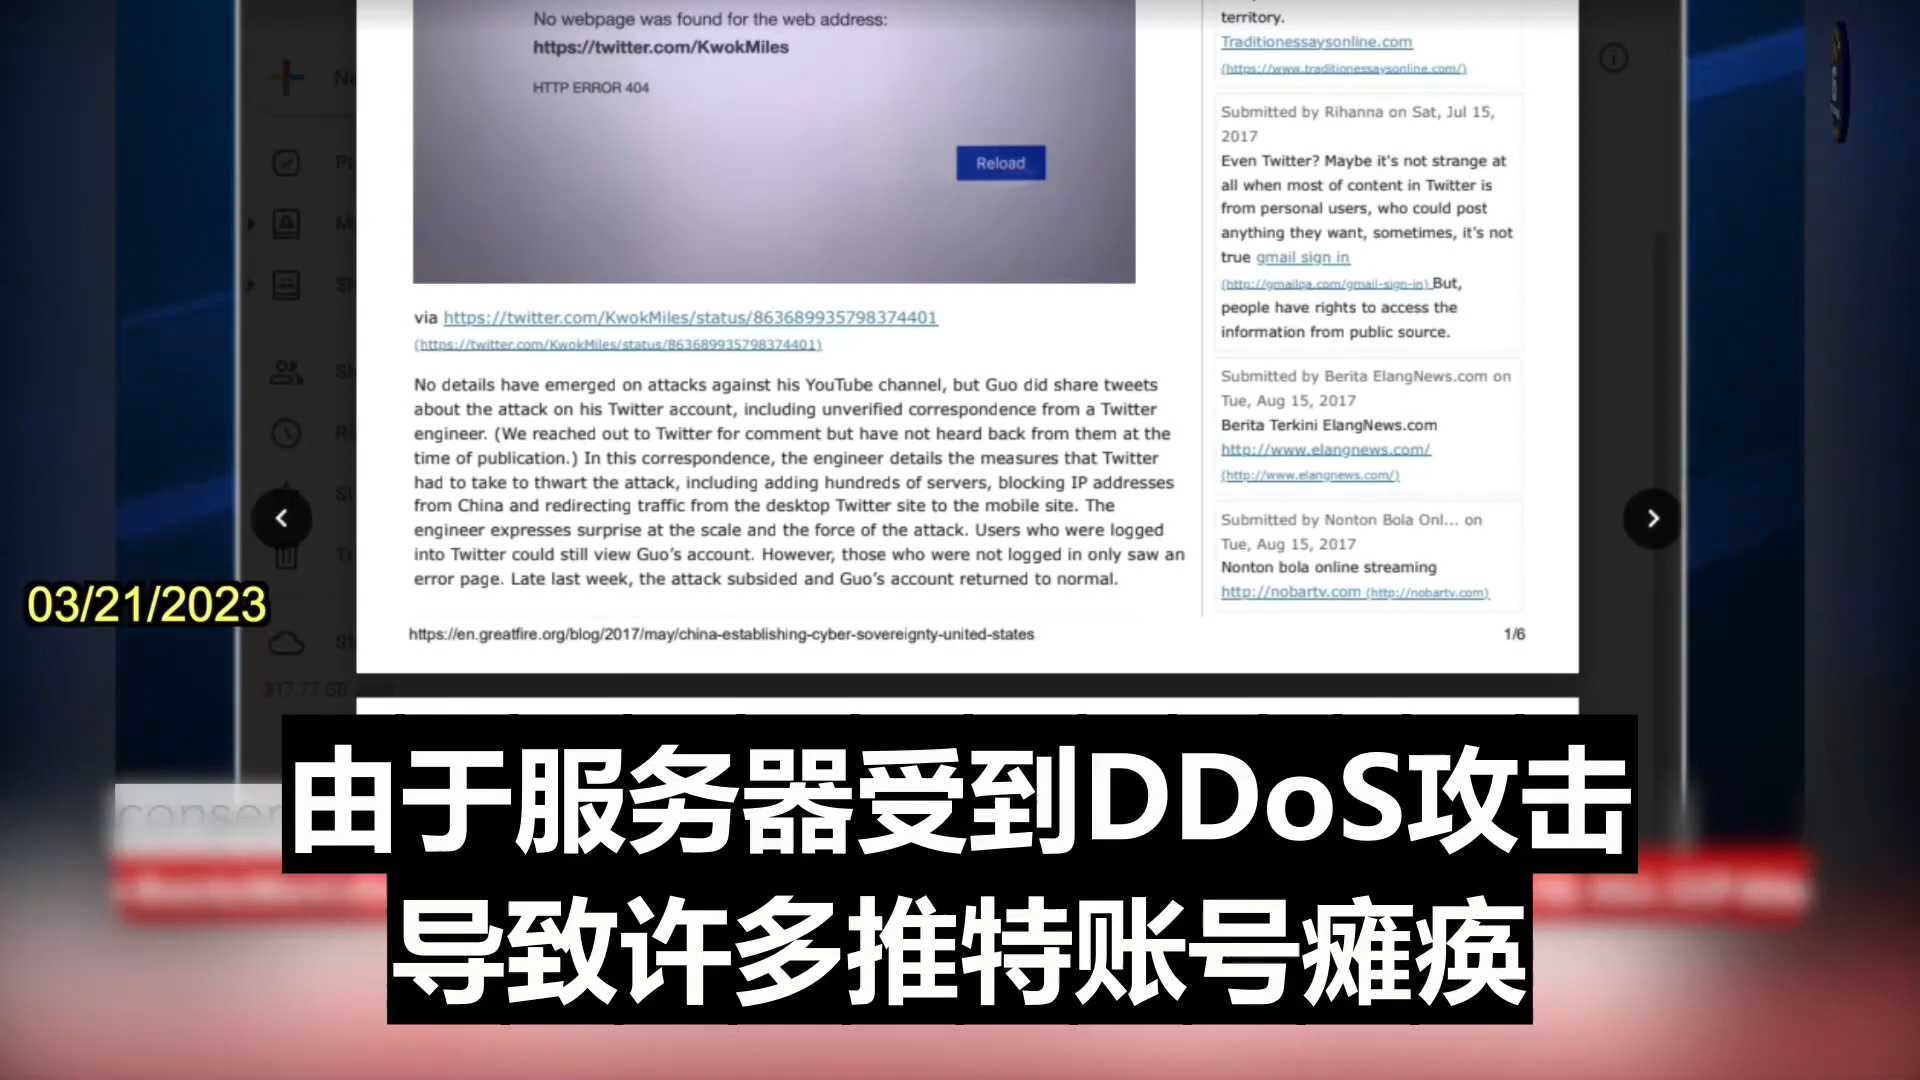 No webpage was found for the web address:
https://twitter.com/KwokMiles
HTTP ERROR 404
Reload
via https://twitter.com/KwokMiles/status/863689935798374401
(https://twitter.com/KwokMiles/status/863689935798374401)
No details have emerged on attacks against his YouTube channel, but Guo did share tweets
about the attack on his Twitter account, including unverified correspondence from a Twitter
engineer. (We reached out to Twitter for comment but have not heard back from them at the
time of publication.) In this correspondence, the engineer details the measures that Twitter
had to take to thwart the attack, including adding hundreds of servers, blocking IP addresses
from China and redirecting traffic from the desktop Twitter site to the mobile site. The
engineer expresses surprise at the scale and the force of the attack. Users who were logged
into Twitter could still view Guo's account. However, those who were not logged in only saw an
error page. Late last week, the attack subsided and Guo's account returned to normal.
territory.
Traditionessaysonline.com
(https://www.traditionessaysonline.com/)
Submitted by Rihanna on Sat, Jul 15,
2017
Even Twitter? Maybe it's not strange at
all when most of content in Twitter is
from personal users, who could post
anything they want, sometimes, it's not
true gmail sign in
(http://gmailqa.com/gmail-sign-in) But,
people have rights to access the
information from public source.
Submitted by Berita ElangNews.com on
Tue, Aug 15, 2017
Berita Terkini ElangNews.com
http://www.elangnews.com/
(http://www.elangnews.com/)
Submitted by Nonton Bola Onl... on
Tue, Aug 15, 2017
Nonton bola online streaming
http://nobartv.com (http://nobartv.com)
https://en.greatfire.org/blog/2017/may/china-establishing-cyber-sovereignty-united-states
1/6
03/21/2023
317.77 GB
由于服务器受到DDoS攻击
导致许多推特账号瘫痪